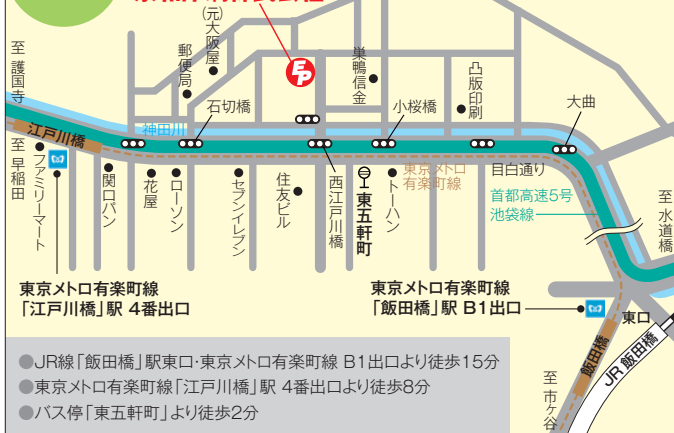 (元)大阪屋
郵便局
EP
巣鴨信金
凸版印刷
至 護国寺
石切橋
小桜橋
大曲
江戸川橋
神田川
至 早稲田
ファミリーマート
関口パン
花屋
ローソン
セブンイレブン
住友ビル
西江戸川橋
東五軒町
トーハン
東京メトロ
有楽町線
目白通り
首都高速5号
池袋線
至 水道橋
東京メトロ有楽町線
「江戸川橋」駅 4番出口
東京メトロ有楽町線
「飯田橋」駅 B1出口
東口
飯田橋
JR 飯田橋
至 市ヶ谷
●JR線「飯田橋」駅東口・東京メトロ有楽町線 B1出口より徒歩15分
●東京メトロ有楽町線「江戸川橋」駅 4番出口より徒歩8分
●バス停「東五軒町」より徒歩2分